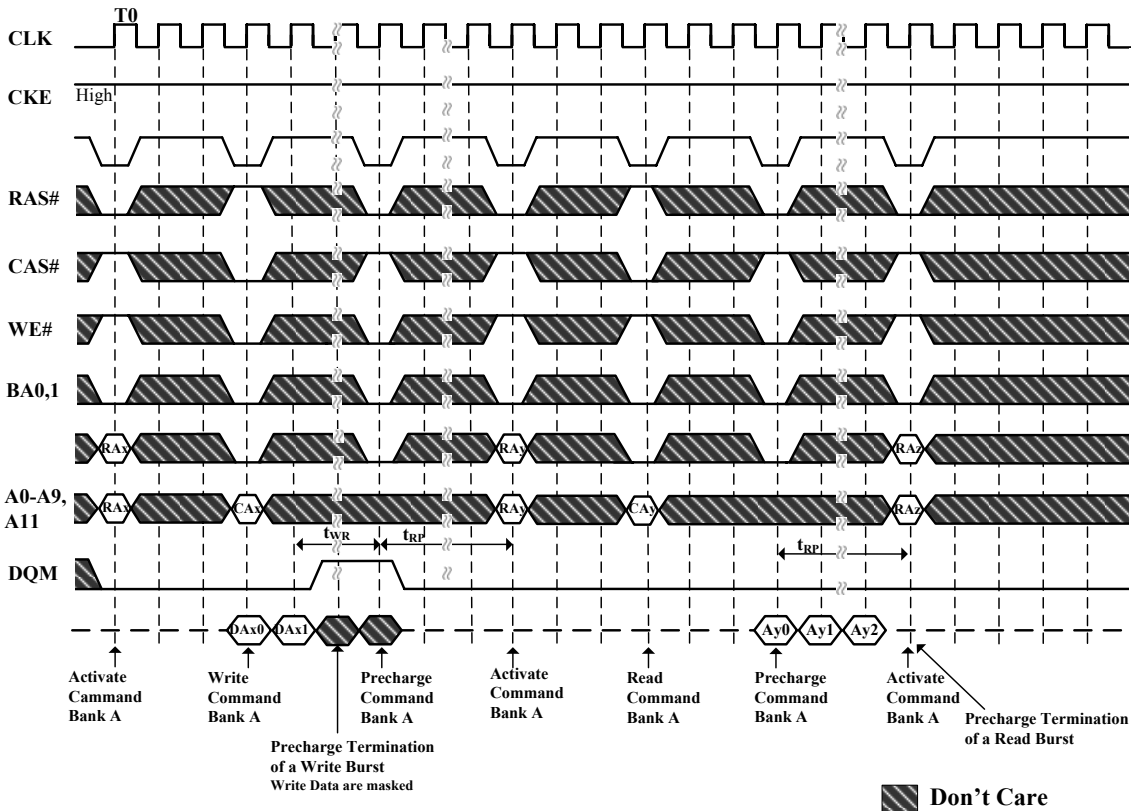 T0
CLK
CKE
High
RAS#
CAS#
WE#
BA0,1
RAx RAy RAz
A0-A9,
A11
RAx CAx RAy CAy RAz
tWR tRP tRP
DQM
DAx0 DAx1 Ay0 Ay1 Ay2
Activate
Cammand
Bank A
Write
Command
Bank A
Precharge
Command
Bank A
Activate
Command
Bank A
Read
Command
Bank A
Precharge
Command
Bank A
Activate
Command
Bank A
Precharge Termination
of a Read Burst
Precharge Termination
of a Write Burst
Write Data are masked
Don't Care